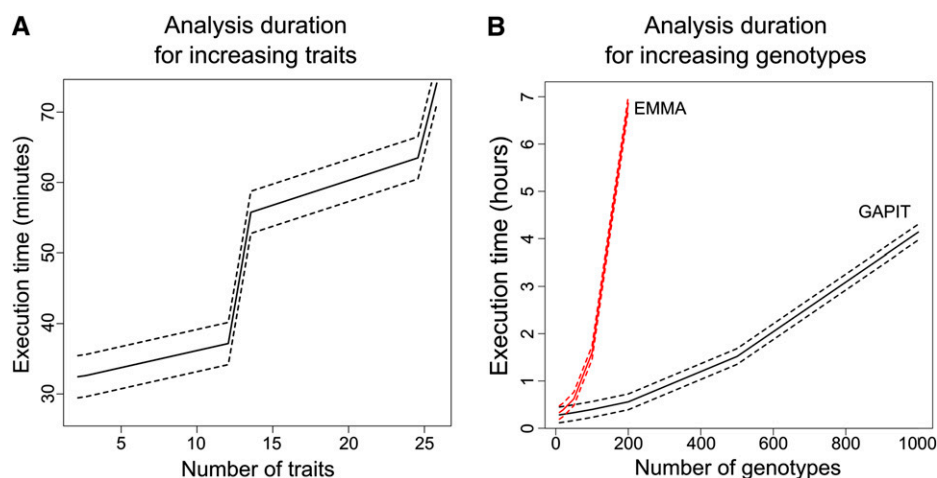 A
Analysis duration
for increasing traits
Execution time (minutes)
70
60
50
40
30
5
10
15
20
25
Number of traits
B
Analysis duration
for increasing genotypes
Execution time (hours)
7
6
5
4
3
2
1
0
EMMA
GAPIT
0
200
400
600
800
1000
Number of genotypes